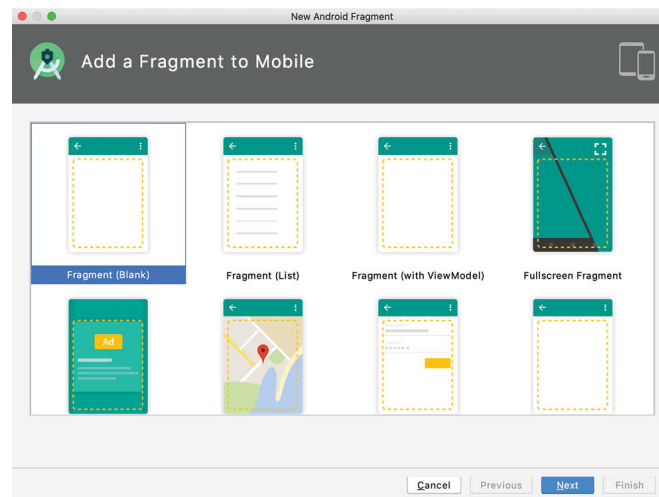 New Android Fragment
Add a Fragment to Mobile
Fragment (Blank)
Fragment (List)
Fragment (with ViewModel)
Fullscreen Fragment
Ad
Cancel
Previous
Next
Finish